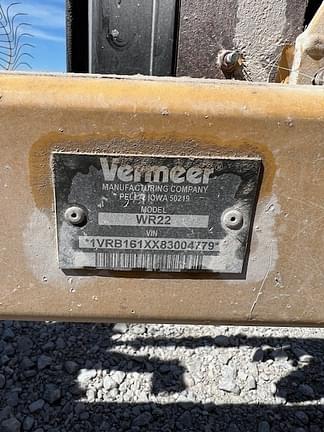 Vermeer
MANUFACTURING COMPANY
PELLA IOWA 50219
MODEL
WR22
VIN
*1VRB161XX83004779*